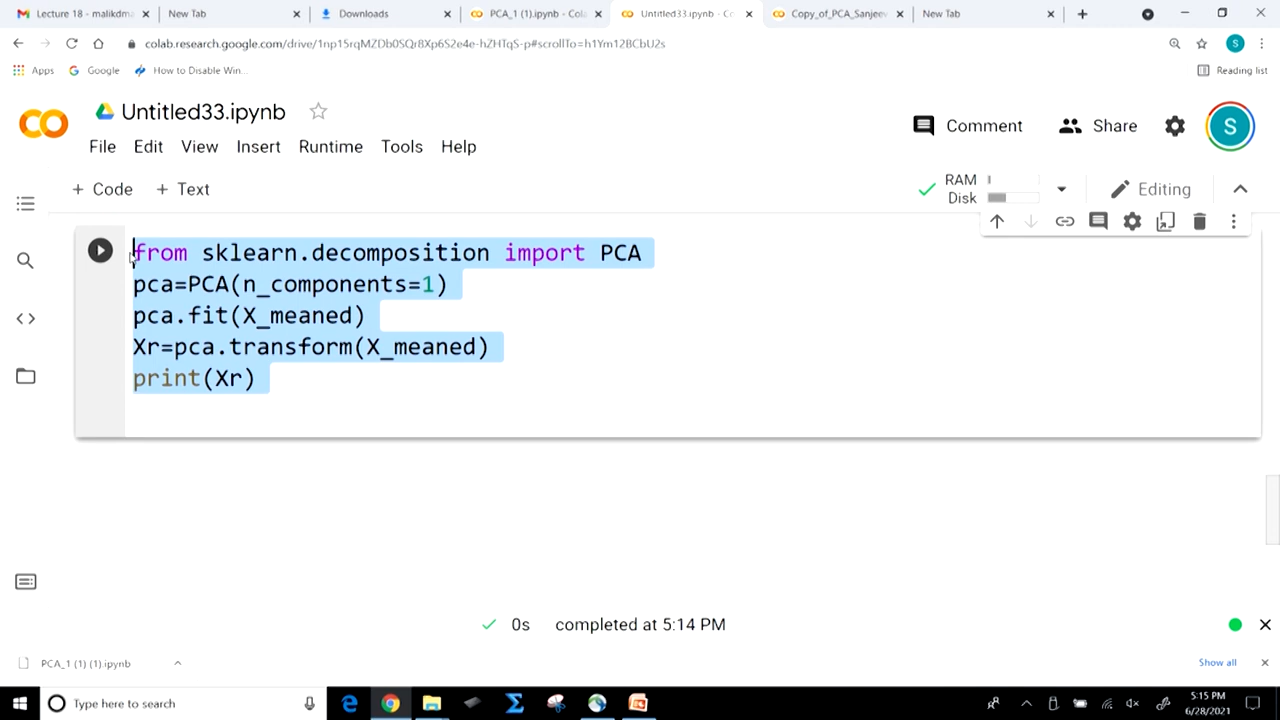 Lecture 18 - malikdma
New Tab
Downloads
PCA_1 (1).ipynb - Cola
Untitled33.ipynb - Co
Copy_of_PCA_Sanjeev
New Tab
colab.research.google.com/drive/1np15rqMZDb0SQr8Xp6S2e4e-hZHTqS-p#scrollTo=h1Ym12BCbU2s
Apps
Google
How to Disable Win...
Reading list
Untitled33.ipynb
Comment
Share
S
File Edit View Insert Runtime Tools Help
+ Code + Text
RAM
Disk
Editing
from sklearn.decomposition import PCA
pca=PCA(n_components=1)
pca.fit(X_meaned)
Xr=pca.transform(X_meaned)
print(Xr)
0s completed at 5:14 PM
PCA_1 (1) (1).ipynb
Show all
Type here to search
5:15 PM
6/28/2021